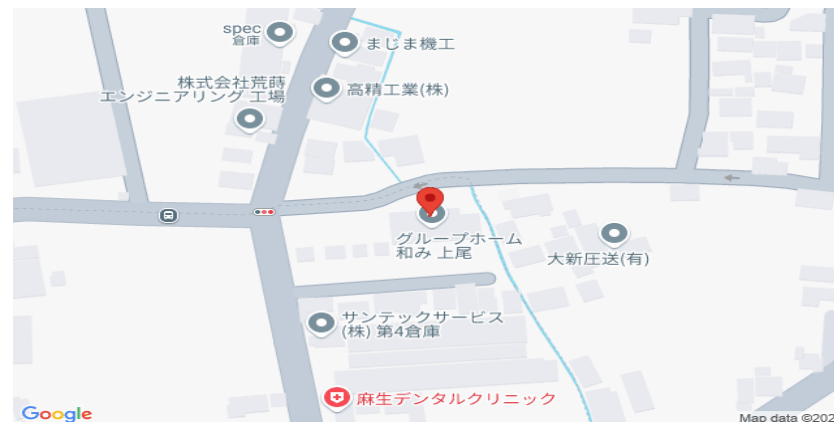 spec
倉庫
まじま機工
株式会社荒蒔
エンジニアリング 工場
高精工業(株)
グループホーム
和み 上尾
大新圧送(有)
サンテックサービス
(株) 第4倉庫
麻生デンタルクリニック
Google
Map data ©202